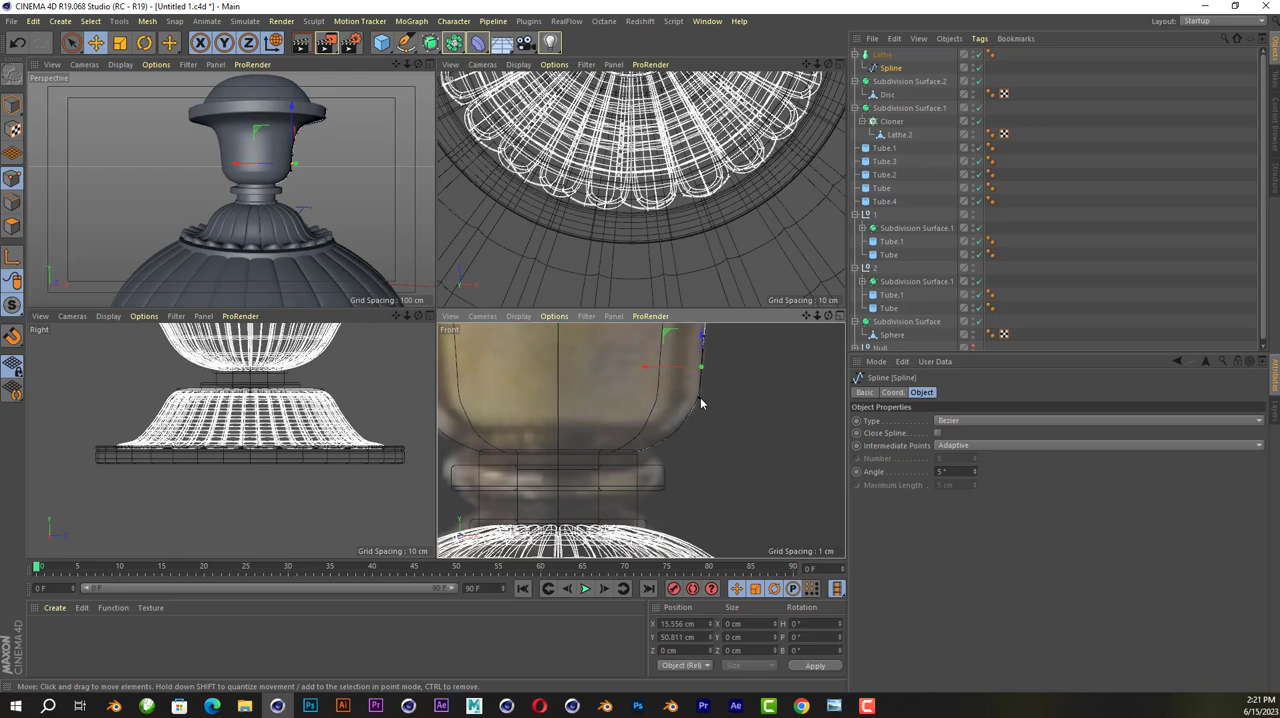 CINEMA 4D R19.068 Studio (RC - R19) - [Untitled 1.c4d *] - Main
File Edit Create Select Tools Mesh Snap Animate Simulate Render Motion Tracker MoGraph Character Pipeline Plugins RealFlow Octane Redshift Script Window Help Layout: Startup
View Cameras Display Options Filter Panel ProRender
View Cameras Display Options Filter Panel ProRender
File Edit View Objects Tags Bookmarks
Perspective
Grid Spacing : 100 cm
Grid Spacing : 10 cm
Lathe
Spline
Subdivision Surface.2
Disc
Subdivision Surface.1
Cloner
Lathe.2
Tube.1
Tube.3
Tube.2
Tube
Tube.4
1
Subdivision Surface.1
Tube.1
Tube
2
Subdivision Surface.1
Tube.1
Tube
Subdivision Surface
Sphere
Null
View Cameras Display Options Filter Panel ProRender
View Cameras Display Options Filter Panel ProRender
Right
Grid Spacing : 10 cm
Front
Grid Spacing : 1 cm
Mode Edit User Data
Spline [Spline]
Basic Coord. Object
Object Properties
Type Bezier
Close Spline
Intermediate Points Adaptive
Number 8
Angle 5 °
Maximum Length 5 cm
0 5 10 15 20 25 30 35 40 45 50 55 60 65 70 75 80 85 90 0 F
0 F 0 F 90 F 90 F
Create Edit Function Texture
Position Size Rotation
X 15.556 cm X 0 cm H 0 °
Y 50.811 cm Y 0 cm P 0 °
Z 0 cm Z 0 cm B 0 °
Object (Rel) Size Apply
MAXON CINEMA 4D
Move: Click and drag to move elements. Hold down SHIFT to quantize movement / add to the selection in point mode, CTRL to remove.
2:21 PM
6/15/2023